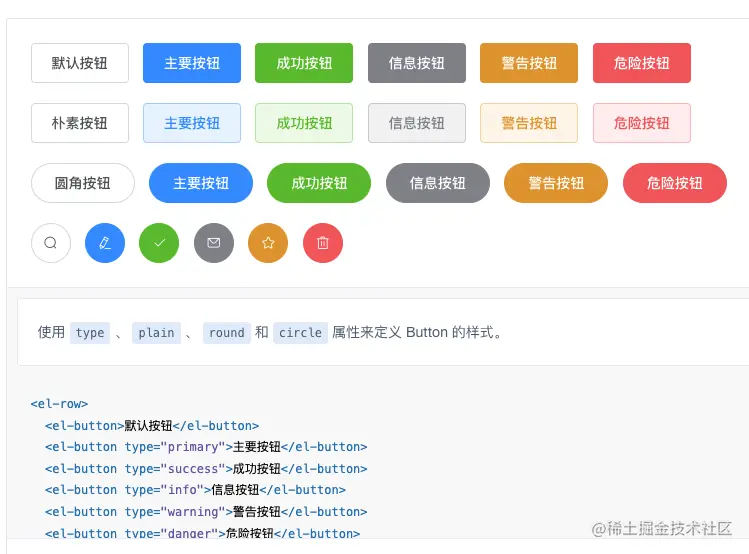 默认按钮 主要按钮 成功按钮 信息按钮 警告按钮 危险按钮
朴素按钮 主要按钮 成功按钮 信息按钮 警告按钮 危险按钮
圆角按钮 主要按钮 成功按钮 信息按钮 警告按钮 危险按钮
使用 type 、 plain 、 round 和 circle 属性来定义 Button 的样式。
<el-row>
<el-button>默认按钮</el-button>
<el-button type="primary">主要按钮</el-button>
<el-button type="success">成功按钮</el-button>
<el-button type="info">信息按钮</el-button>
<el-button type="warning">警告按钮</el-button>
<el-button type="danger">危险按钮</el-button>
@稀土掘金技术社区